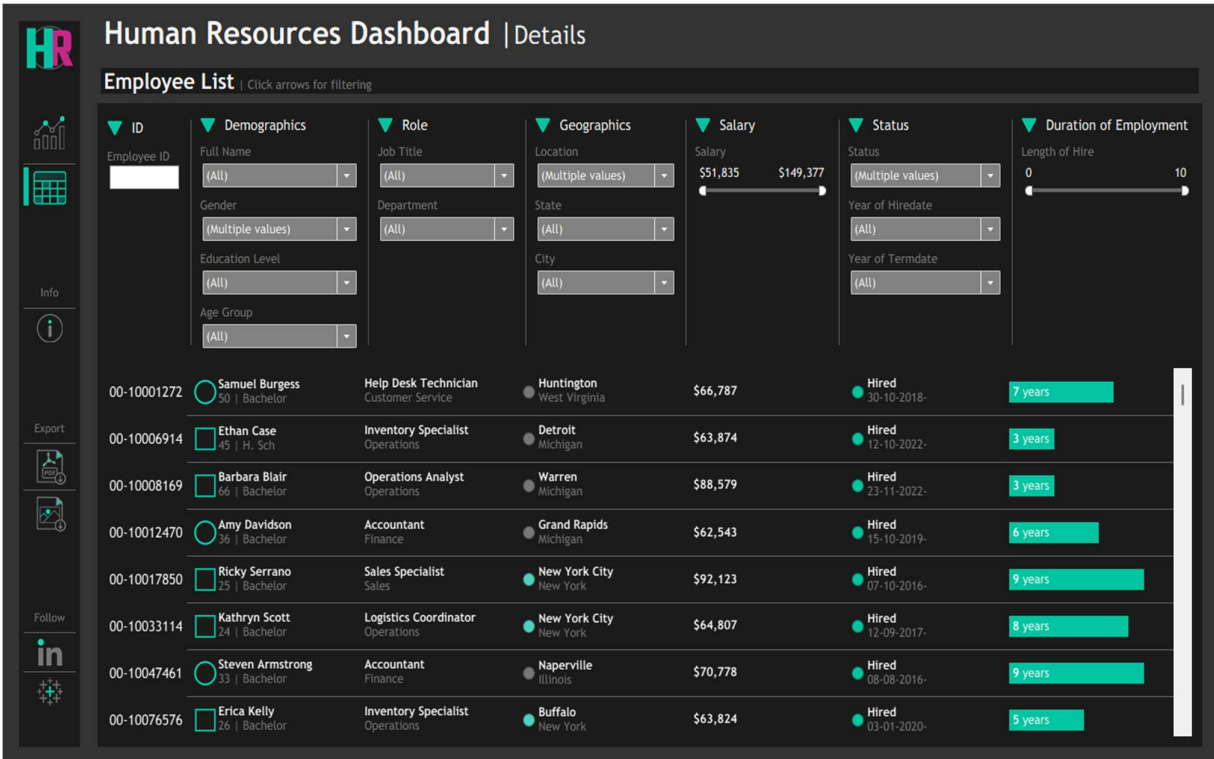 HR
Human Resources Dashboard | Details
Employee List | Click arrows for filtering
ID
Employee ID
Demographics
Full Name
(All)
Gender
(Multiple values)
Education Level
(All)
Age Group
(All)
Role
Job Title
(All)
Department
(All)
Geographics
Location
(Multiple values)
State
(All)
City
(All)
Salary
Salary
$51,835 $149,377
Status
Status
(Multiple values)
Year of Hiredate
(All)
Year of Termdate
(All)
Duration of Employment
Length of Hire
0 10
Info
i
Export
PDF
Follow
in
00-10001272 Samuel Burgess Help Desk Technician Huntington $66,787 Hired 7 years
50 | Bachelor Customer Service West Virginia 30-10-2018-
00-10006914 Ethan Case Inventory Specialist Detroit $63,874 Hired 3 years
45 | H. Sch Operations Michigan 12-10-2022-
00-10008169 Barbara Blair Operations Analyst Warren $88,579 Hired 3 years
66 | Bachelor Operations Michigan 23-11-2022-
00-10012470 Amy Davidson Accountant Grand Rapids $62,543 Hired 6 years
36 | Bachelor Finance Michigan 15-10-2019-
00-10017850 Ricky Serrano Sales Specialist New York City $92,123 Hired 9 years
25 | Bachelor Sales New York 07-10-2016-
00-10033114 Kathryn Scott Logistics Coordinator New York City $64,807 Hired 8 years
24 | Bachelor Operations New York 12-09-2017-
00-10047461 Steven Armstrong Accountant Naperville $70,778 Hired 9 years
33 | Bachelor Finance Illinois 08-08-2016-
00-10076576 Erica Kelly Inventory Specialist Buffalo $63,824 Hired 5 years
26 | Bachelor Operations New York 03-01-2020-